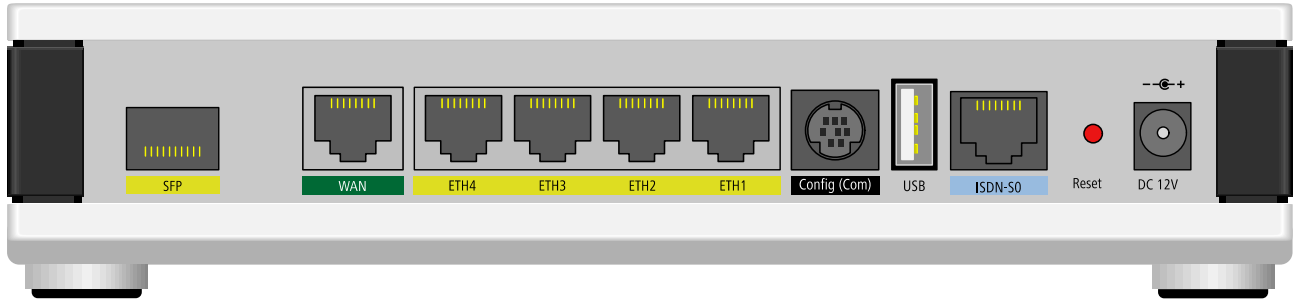 SFP
WAN
ETH4
ETH3
ETH2
ETH1
Config (Com)
USB
ISDN-S0
Reset
- +
DC 12V